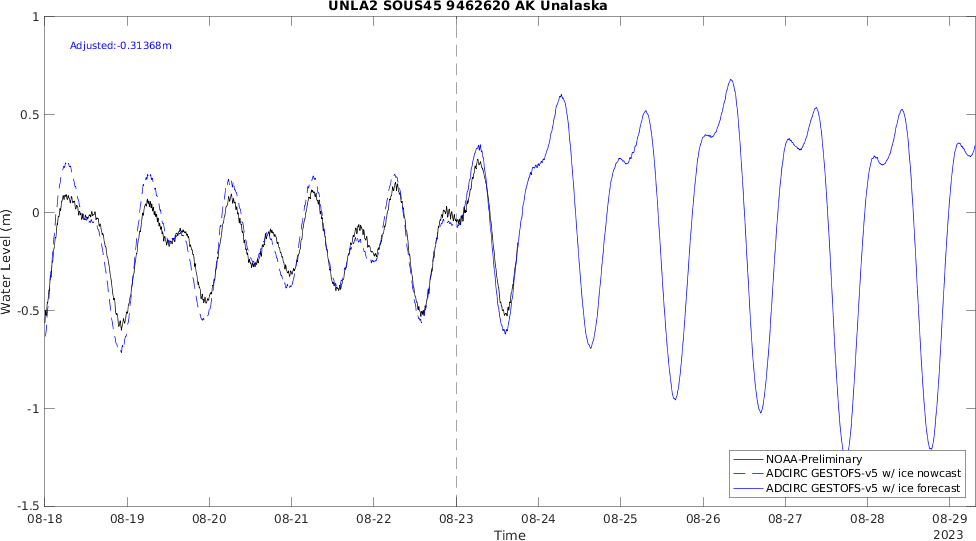 UNLA2 SOUS45 9462620 AK Unalaska
Adjusted:-0.31368m
Water Level (m)
1
0.5
0
-0.5
-1
-1.5
NOAA-Preliminary
ADCIRC GESTOFS-v5 w/ ice nowcast
ADCIRC GESTOFS-v5 w/ ice forecast
08-18 08-19 08-20 08-21 08-22 08-23 08-24 08-25 08-26 08-27 08-28 08-29
Time
2023